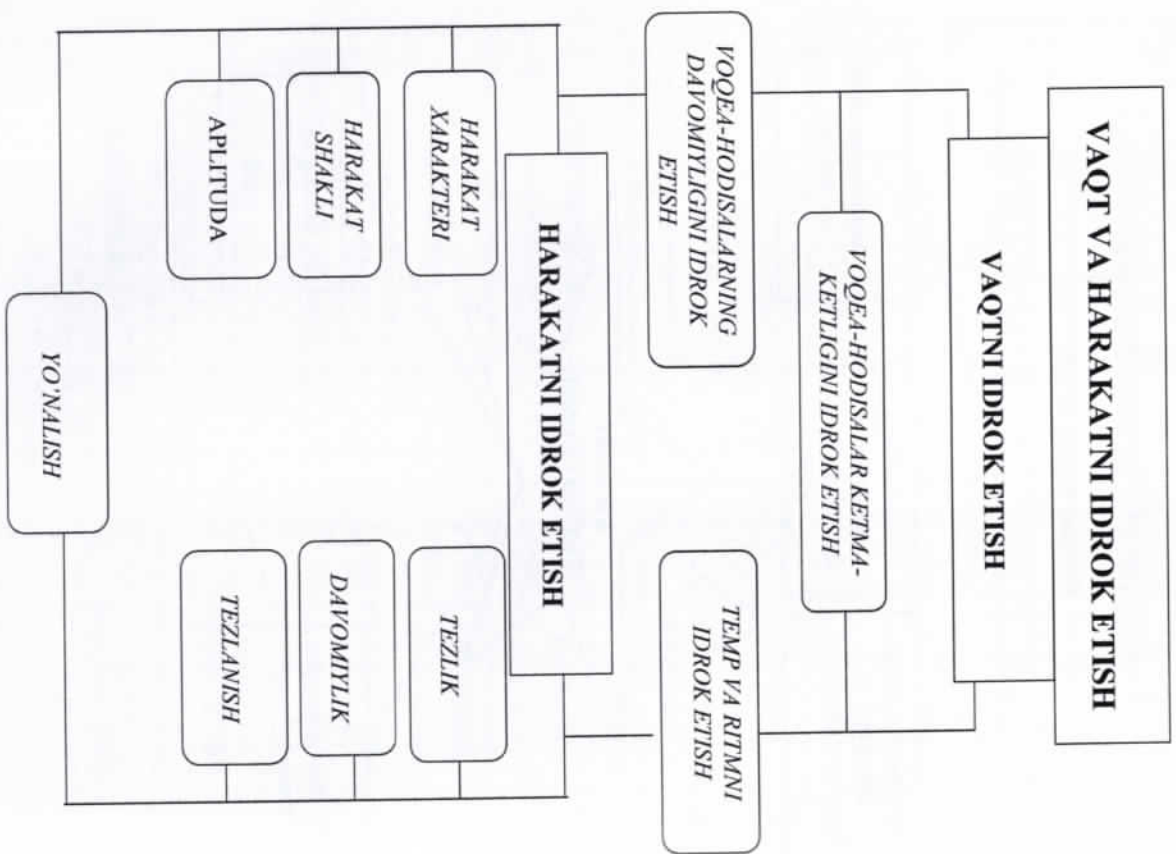 VAQT VA HARAKATNI IDROK ETISH
VAQTNI IDROK ETISH
VOQEA-HODISALAR KETMA-
KETLIGINI IDROK ETISH
VOQEA-HODISALARNING
DAVOMIYLIGINI IDROK
ETISH
TEMP VA RITMNI
IDROK ETISH
HARAKATNI IDROK ETISH
HARAKAT
XARAKTERI
TEZLIK
HARAKAT
SHAKLI
DAVOMIYLIK
APLITUDA
TEZLANISH
YO'NALISH